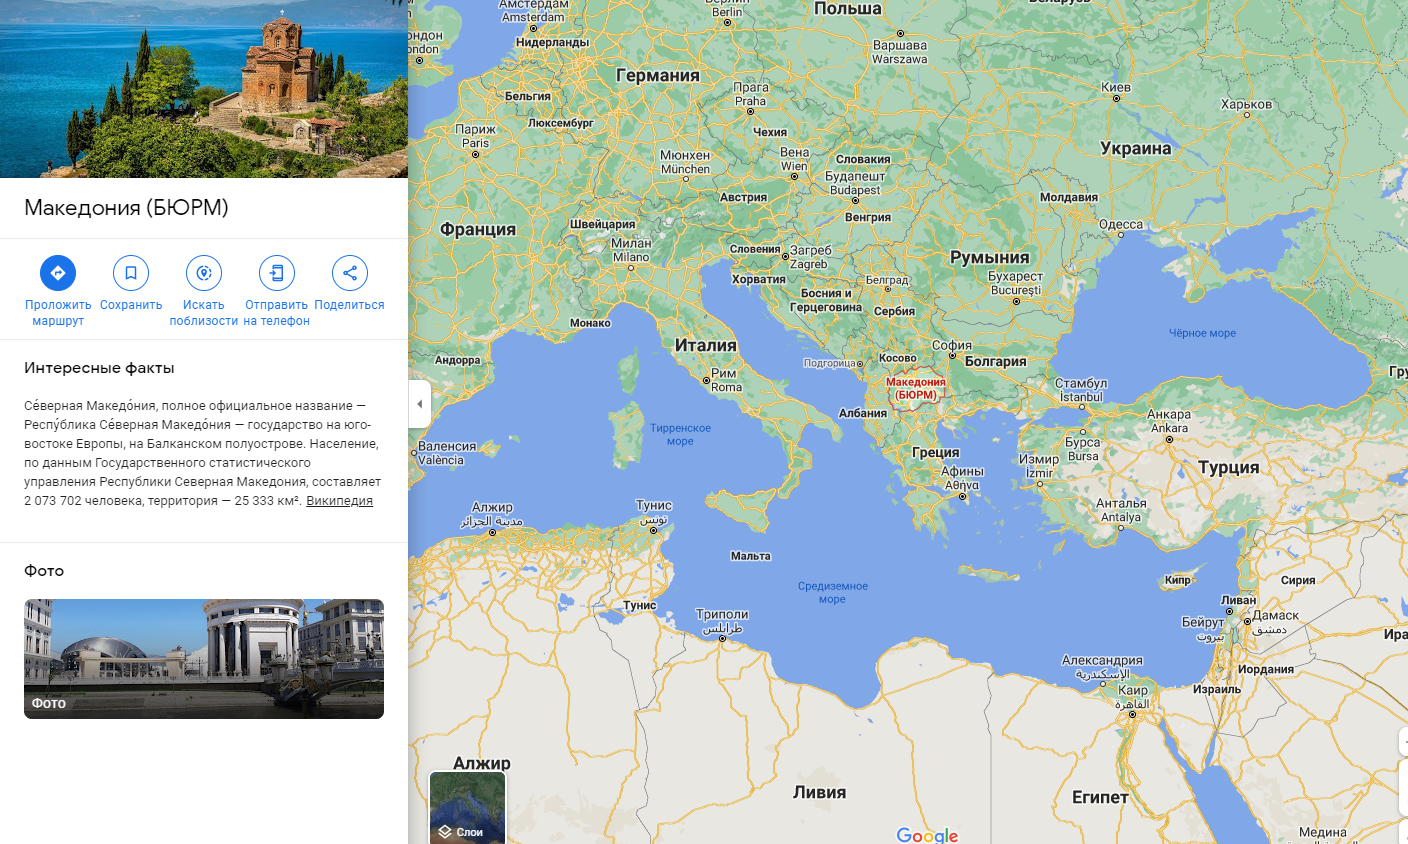 Македония (БЮРМ)
Проложить
маршрут
Сохранить
Искать
поблизости
Отправить
на телефон
Поделиться
Интересные факты
Се́верная Македо́ния, полное официальное название —
Респу́блика Се́верная Македо́ния — государство на юго-
востоке Европы, на Балканском полуострове. Население,
по данным Государственного статистического
управления Республики Северная Македония, составляет
2 073 702 человека, территория — 25 333 км². Википедия
Фото
Фото
Амстердам
Amsterdam
Нидерланды
Берлин
Berlin
Польша
Варшава
Warszawa
Германия
Бельгия
Люксембург
Прага
Praha
Чехия
Киев
Харьков
Париж
Paris
Мюнхен
München
Вена
Wien
Словакия
Будапешт
Budapest
Украина
Австрия
Венгрия
Молдавия
Франция
Швейцария
Милан
Milano
Словения
Загреб
Zagreb
Одесса
Хорватия
Белград
Румыния
Бухарест
București
Босния и
Герцеговина
Сербия
Монако
Италия
Андорра
Подгорица
Косово
София
Болгария
Чёрное море
Рим
Roma
Македония
(БЮРМ)
Стамбул
İstanbul
Албания
Анкара
Ankara
Тирренское
море
Валенсия
València
Греция
Бурса
Bursa
Афины
Αθήνα
Измир
İzmir
Турция
Алжир
مدينة الجزائر
Тунис
تونس
Анталья
Antalya
Мальта
Средиземное
море
Кипр
Сирия
Тунис
Ливан
Триполи
طرابلس
Бейрут
بيروت
Дамаск
دمشق
Ира
Александрия
الإسكندرية
Иордания
Каир
القاهرة
Израиль
Алжир
Ливия
Египет
Слои
Google
Медина